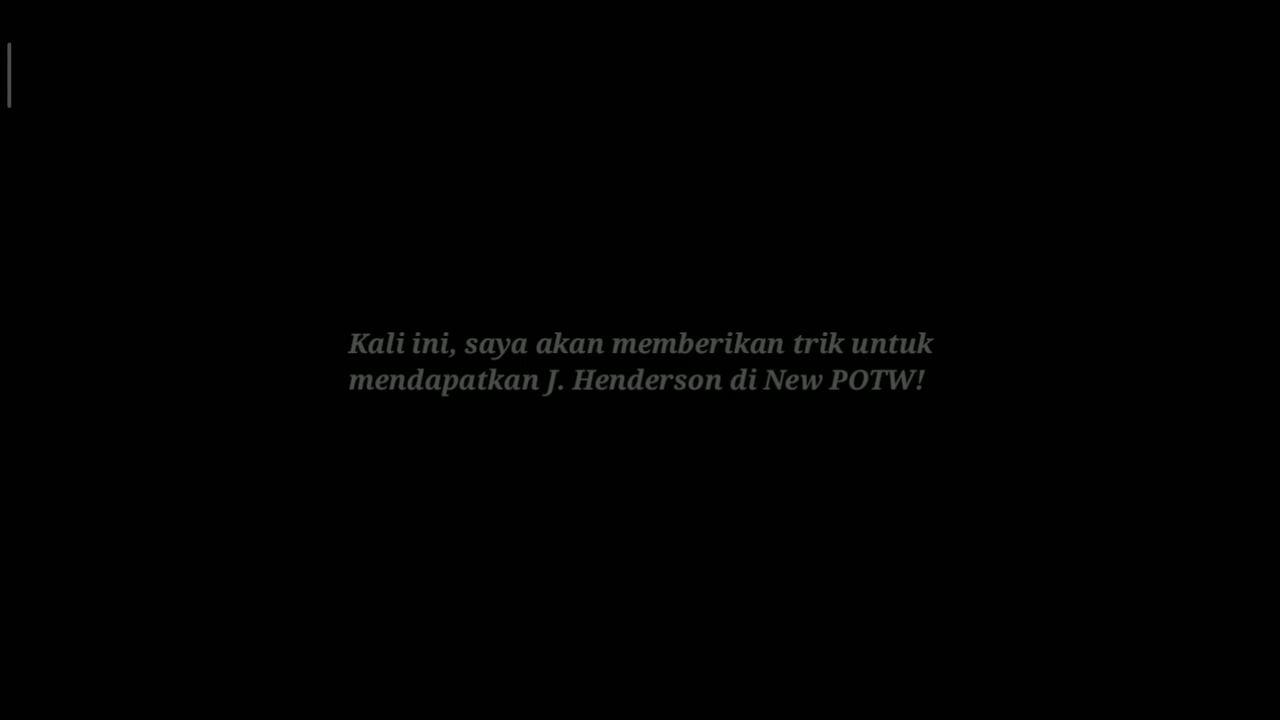 Kali ini, saya akan memberikan trik untuk
mendapatkan J. Henderson di New POTW!